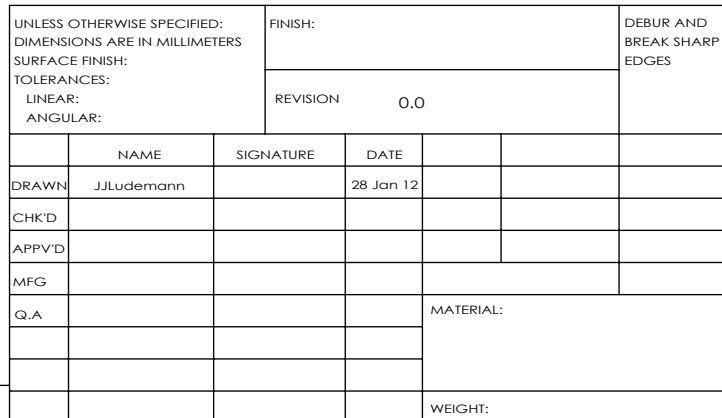 UNLESS OTHERWISE SPECIFIED:
DIMENSIONS ARE IN MILLIMETERS
SURFACE FINISH:
TOLERANCES:
LINEAR:
ANGULAR:
FINISH:
REVISION 0.0
DEBUR AND
BREAK SHARP
EDGES
NAME SIGNATURE DATE
DRAWN JJLudemann 28 Jan 12
CHK'D
APPV'D
MFG
Q.A
MATERIAL:
WEIGHT: